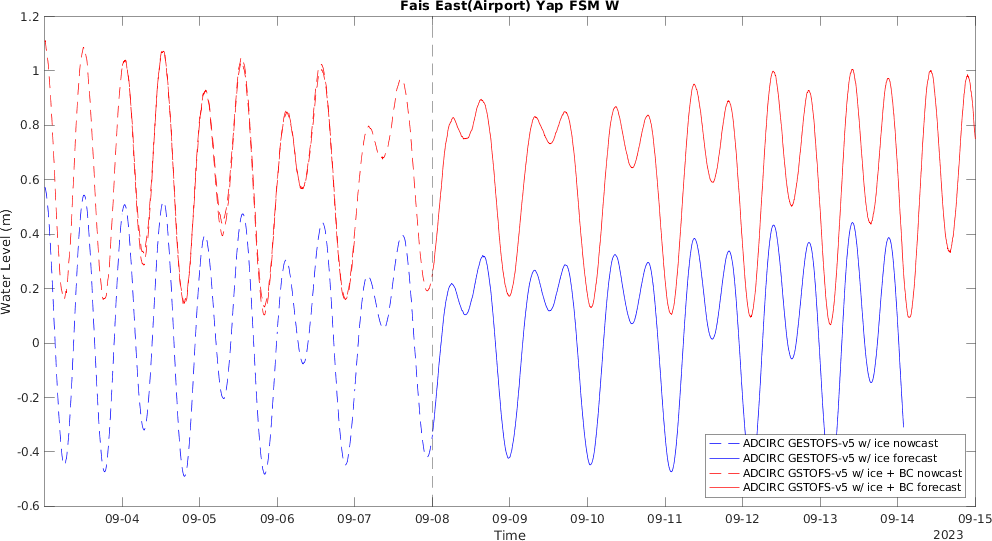 Fais East(Airport) Yap FSM W
1.2
1
0.8
0.6
0.4
0.2
0
-0.2
-0.4
-0.6
Water Level (m)
ADCIRC GESTOFS-v5 w/ ice nowcast
ADCIRC GESTOFS-v5 w/ ice forecast
ADCIRC GSTOFS-v5 w/ ice + BC nowcast
ADCIRC GSTOFS-v5 w/ ice + BC forecast
09-04 09-05 09-06 09-07 09-08 09-09 09-10 09-11 09-12 09-13 09-14 09-15
Time
2023